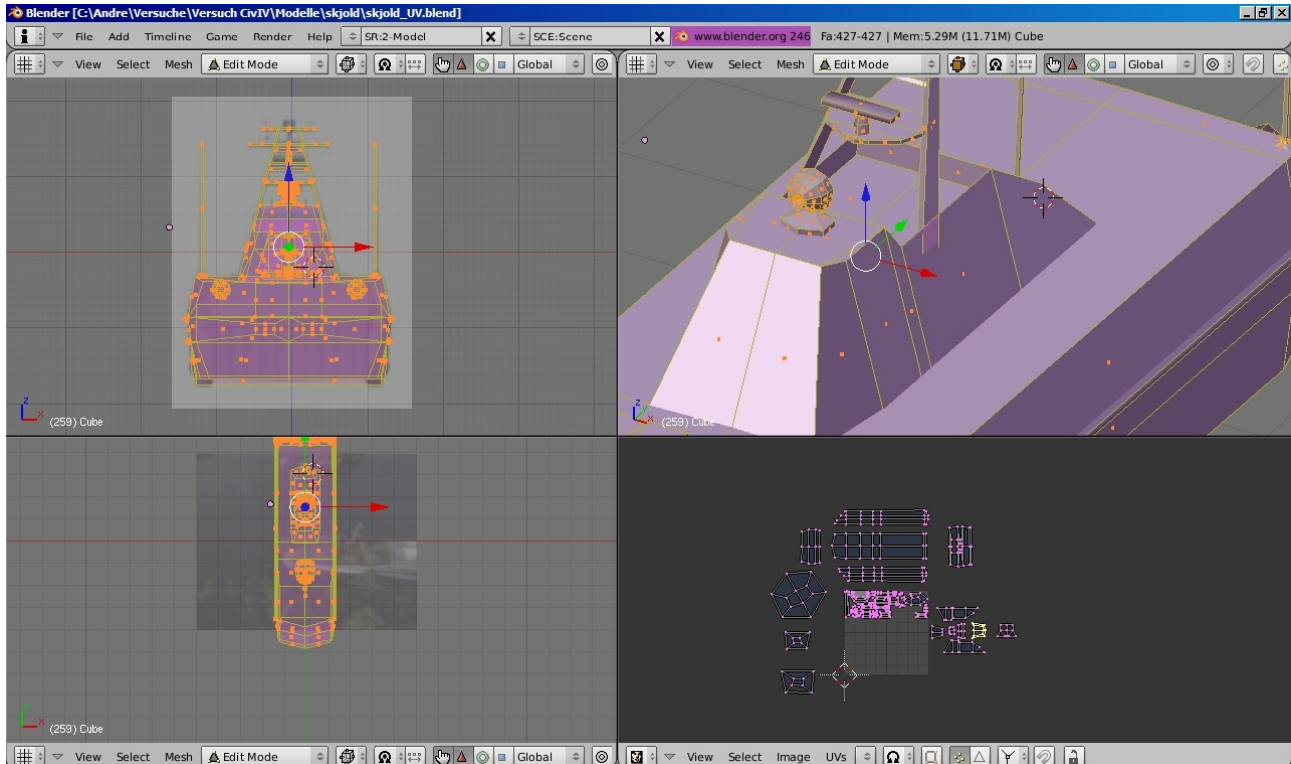 Blender [C:\Andre\Versuche\Versuch CivIV\Modelle\skjold\skjold_UV.blend]
File Add Timeline Game Render Help SR:2-Model SCE:Scene www.blender.org 246 Fa:427-427 | Mem:5.29M (11.71M) Cube
View Select Mesh Edit Mode Global
View Select Mesh Edit Mode Global
z
x
(259) Cube
z
x
(259) Cube
x
(259) Cube
View Select Mesh Edit Mode Global
View Select Image UVs